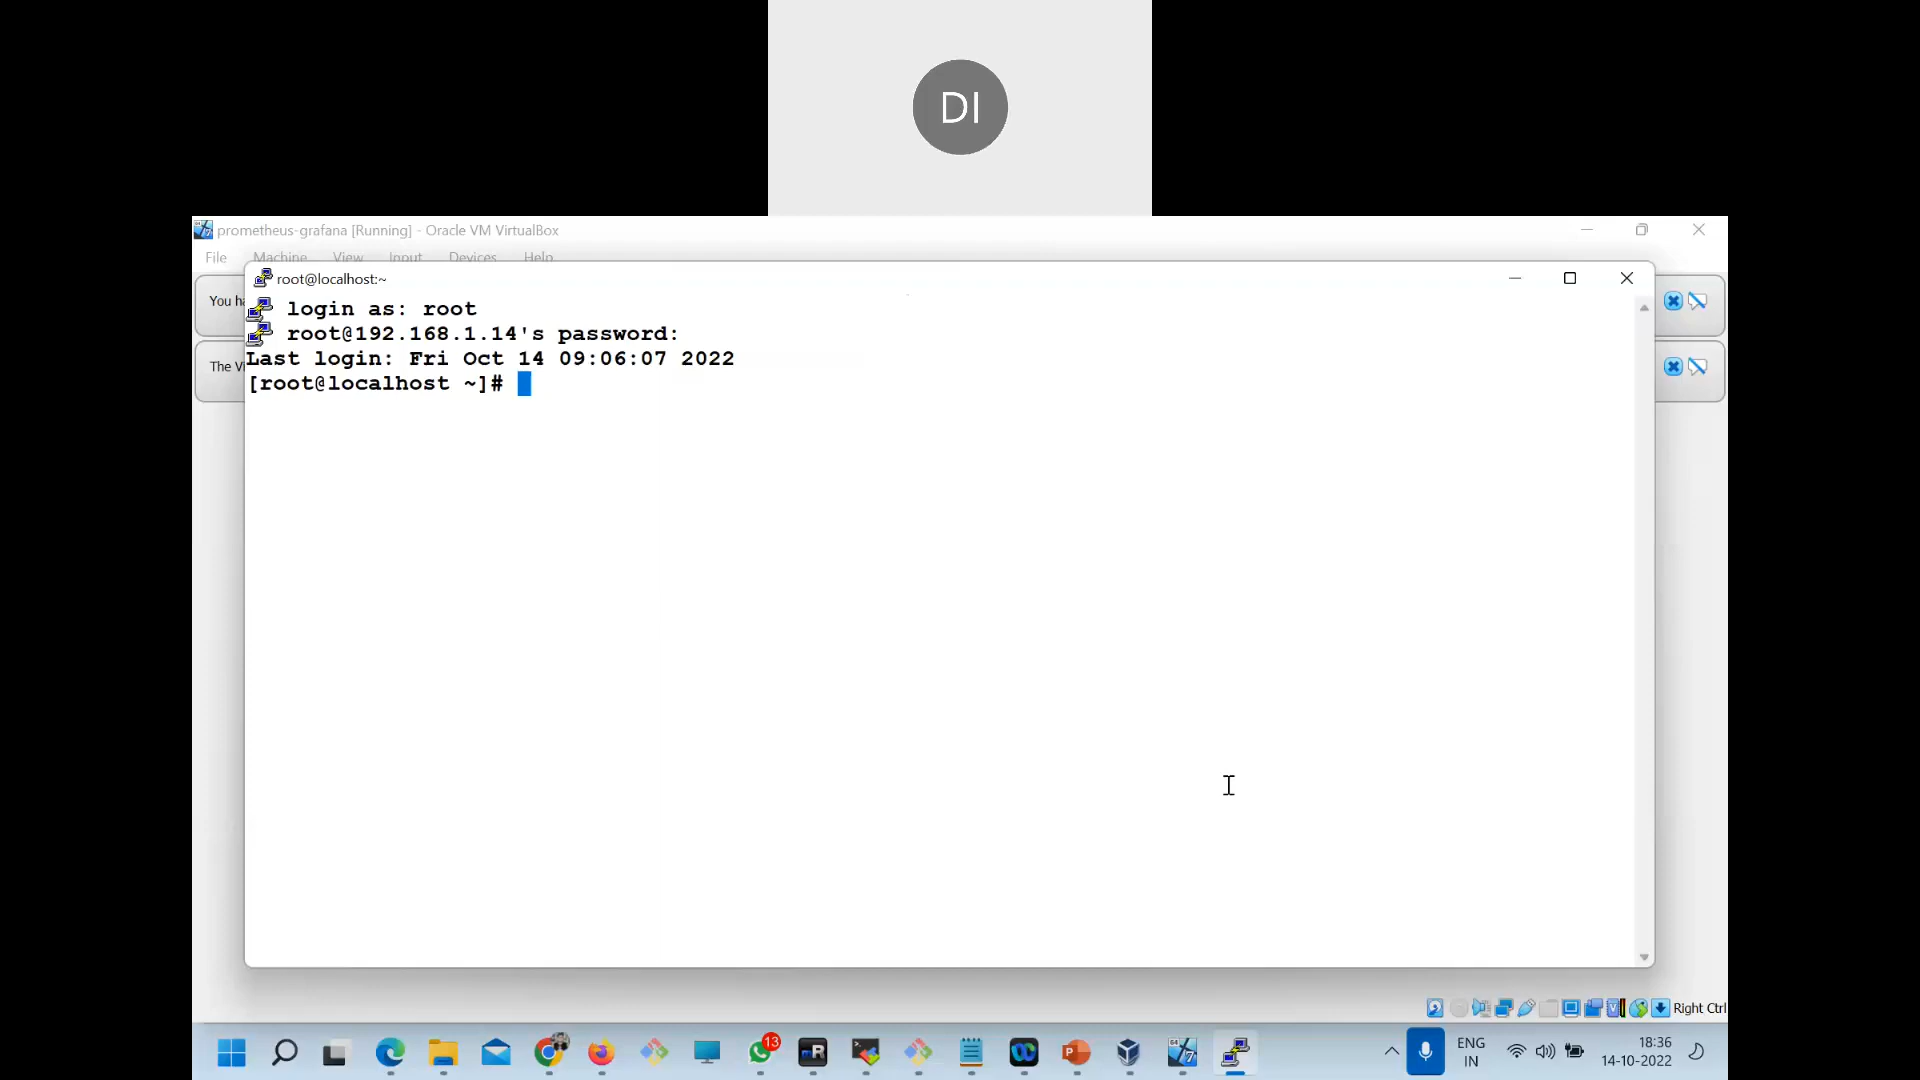 DI
prometheus-grafana [Running] - Oracle VM VirtualBox
File Machine View Input Devices Help
root@localhost:~
You ha
The Vi
login as: root
root@192.168.1.14's password:
Last login: Fri Oct 14 09:06:07 2022
[root@localhost ~]#
Right Ctrl
13
ENG
IN
18:36
14-10-2022